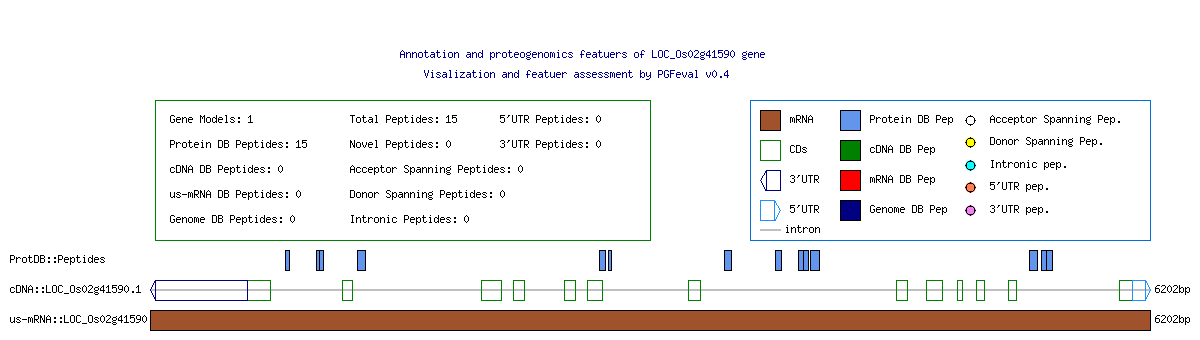 Annotation and proteogenomics featuers of LOC_Os02g41590 gene
Visalization and featuer assessment by PGFeval v0.4
Gene Models: 1 Total Peptides: 15 5'UTR Peptides: 0
Protein DB Peptides: 15 Novel Peptides: 0 3'UTR Peptides: 0
cDNA DB Peptides: 0 Acceptor Spanning Peptides: 0
us-mRNA DB Peptides: 0 Donor Spanning Peptides: 0
Genome DB Peptides: 0 Intronic Peptides: 0
mRNA Protein DB Pep Acceptor Spanning Pep.
CDs cDNA DB Pep Donor Spanning Pep.
3'UTR mRNA DB Pep Intronic pep.
5'UTR Genome DB Pep 5'UTR pep.
intron 3'UTR pep.
ProtDB::Peptides
cDNA::LOC_Os02g41590.1 6202bp
us-mRNA::LOC_Os02g41590 6202bp